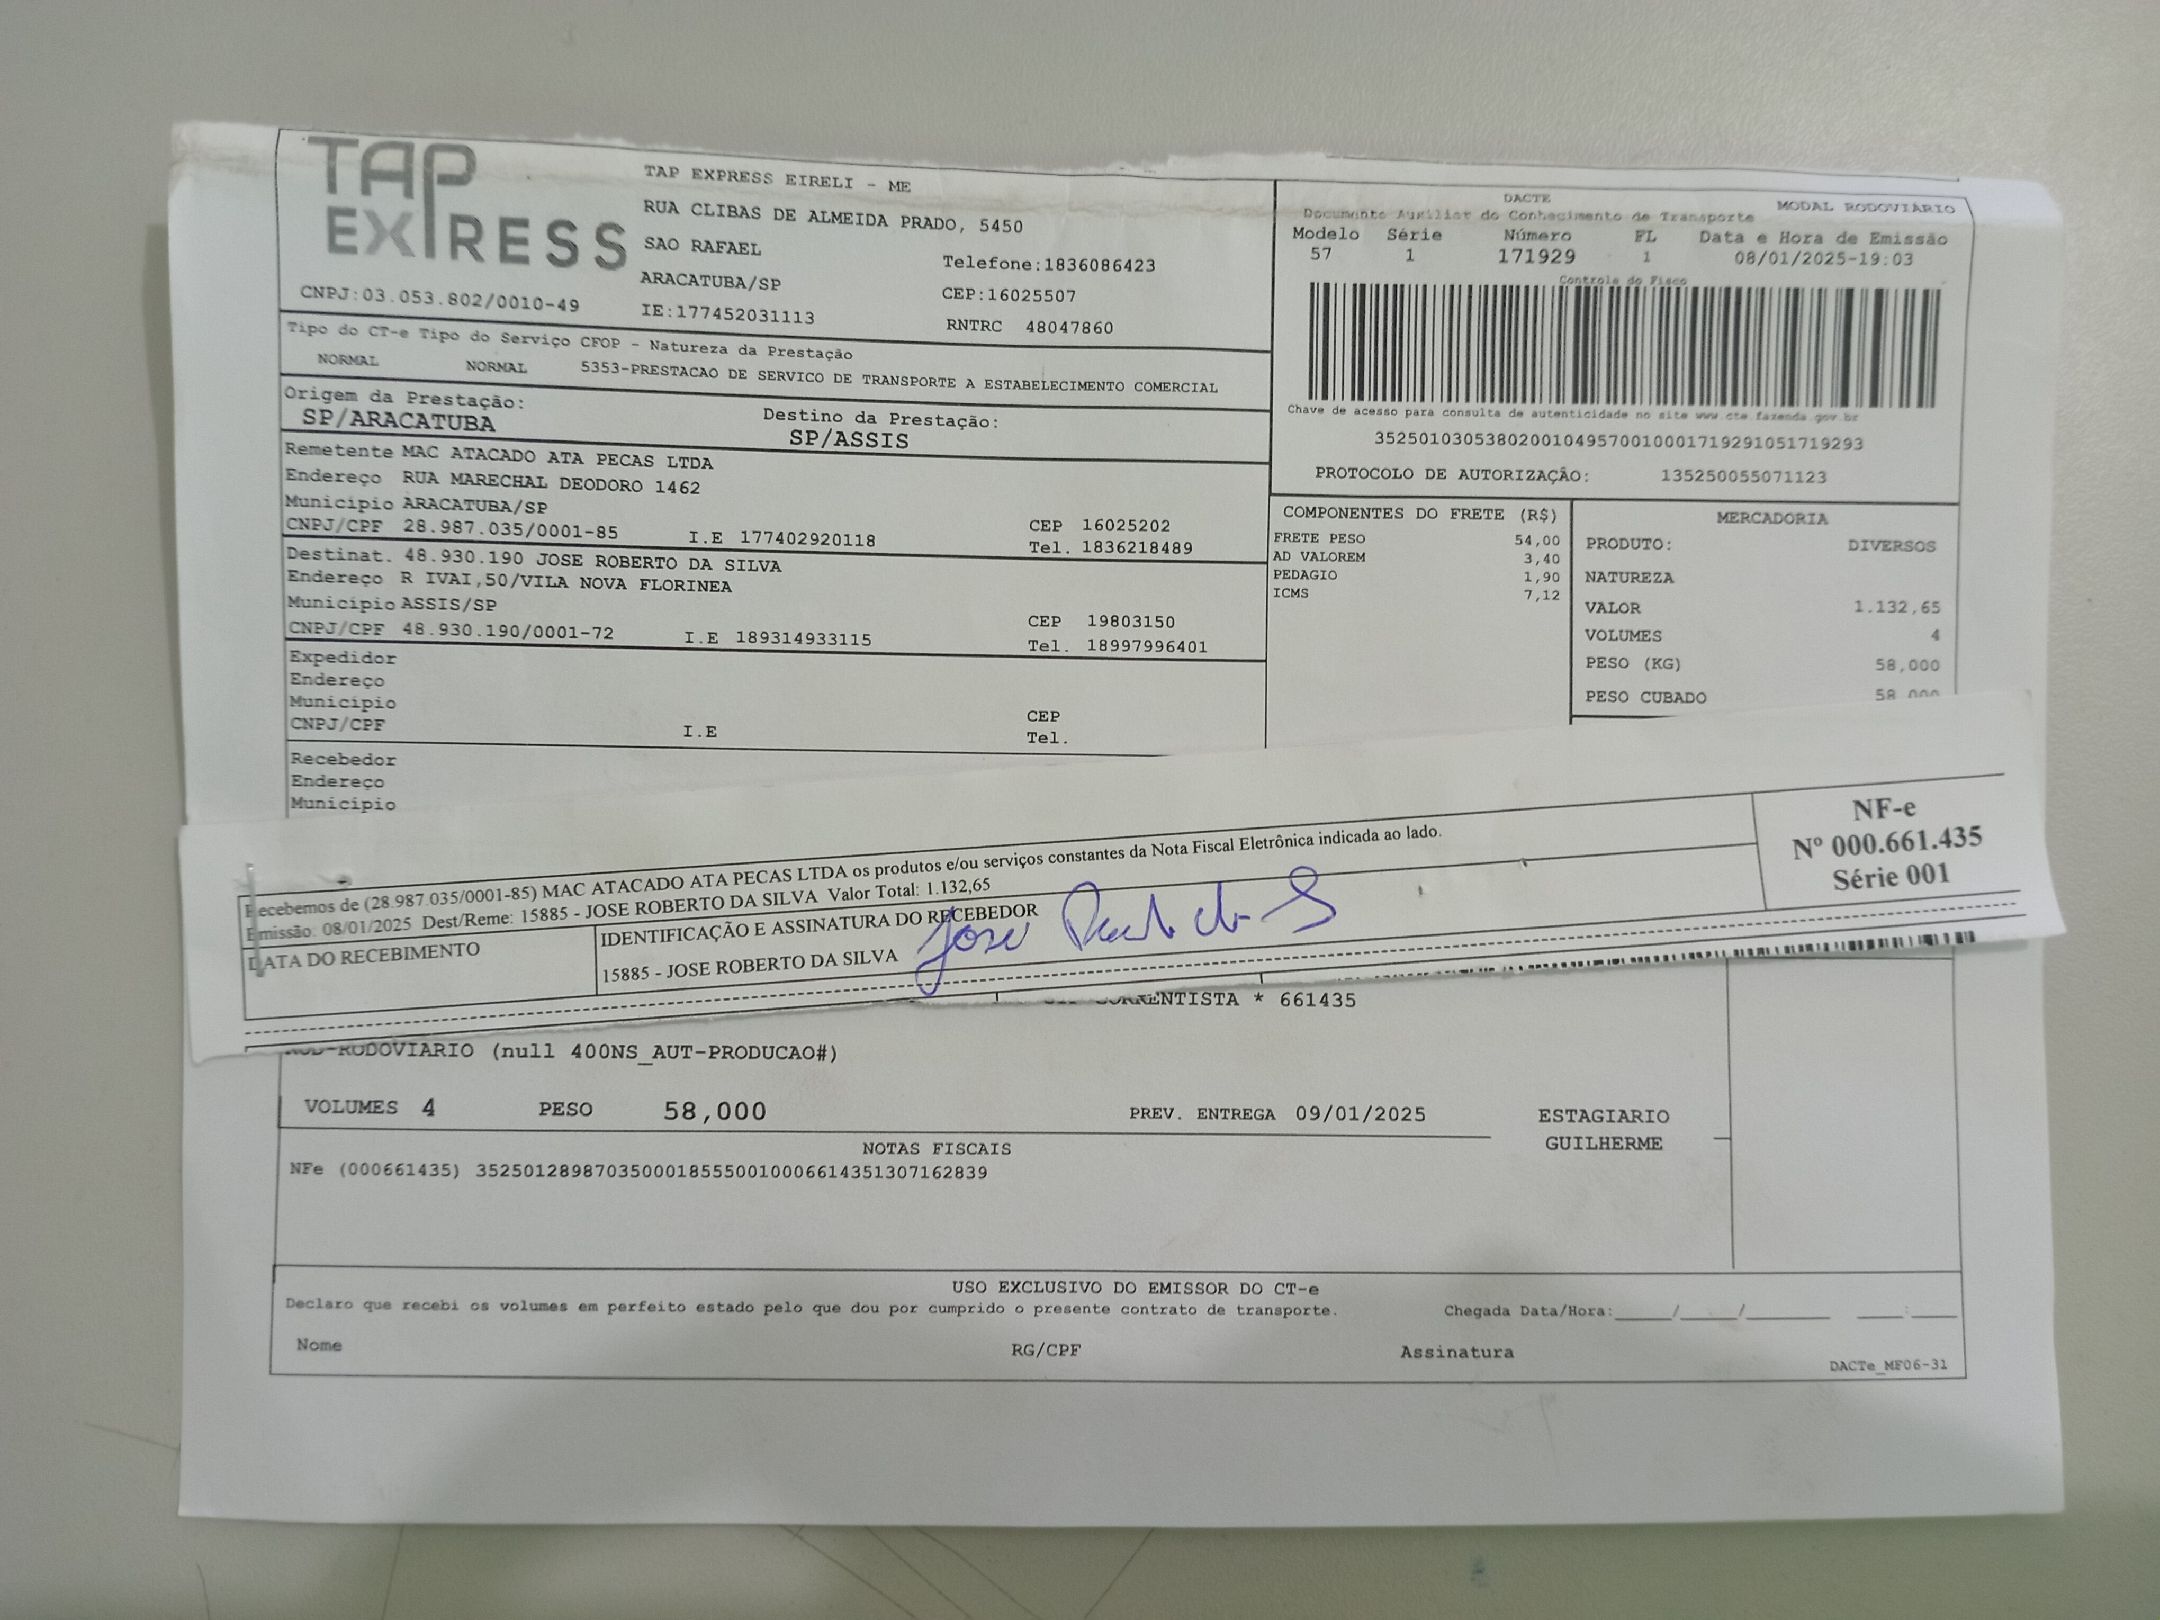 TAP
EXPRESS
TAP EXPRESS EIRELI - ME
RUA CLIBAS DE ALMEIDA PRADO, 5450
SAO RAFAEL
Telefone:1836086423
ARACATUBA/SP
CEP:16025507
CNPJ:03.053.802/0010-49
IE:177452031113
RNTRC 48047860
DACTE
MODAL RODOVIÁRIO
Documento Auxiliar do Conhecimento de Transporte
Modelo Série Número FL Data e Hora de Emissão
57 1 171929 1 08/01/2025-19:03
Controle do Fisco
Chave de acesso para consulta de autenticidade no site www.cte.fazenda.gov.br
35250103053802001049570010001719291051719293
PROTOCOLO DE AUTORIZAÇÃO: 135250055071123
Tipo do CT-e Tipo do Serviço CFOP - Natureza da Prestação
NORMAL NORMAL 5353-PRESTACAO DE SERVICO DE TRANSPORTE A ESTABELECIMENTO COMERCIAL
Origem da Prestação: Destino da Prestação:
SP/ARACATUBA SP/ASSIS
Remetente MAC ATACADO ATA PECAS LTDA
Endereço RUA MARECHAL DEODORO 1462
Município ARACATUBA/SP CEP 16025202
CNPJ/CPF 28.987.035/0001-85 I.E 177402920118 Tel. 1836218489
Destinat. 48.930.190 JOSE ROBERTO DA SILVA
Endereço R IVAI,50/VILA NOVA FLORINEA
Município ASSIS/SP CEP 19803150
CNPJ/CPF 48.930.190/0001-72 I.E 189314933115 Tel. 18997996401
Expedidor
Endereço
Município CEP
CNPJ/CPF I.E Tel.
Recebedor
Endereço
Município
COMPONENTES DO FRETE (R$)
FRETE PESO 54,00
AD VALOREM 3,40
PEDAGIO 1,90
ICMS 7,12
MERCADORIA
PRODUTO: DIVERSOS
NATUREZA
VALOR 1.132,65
VOLUMES 4
PESO (KG) 58,000
PESO CUBADO 58,000
Recebemos de (28.987.035/0001-85) MAC ATACADO ATA PECAS LTDA os produtos e/ou serviços constantes da Nota Fiscal Eletrônica indicada ao lado.
Emissão: 08/01/2025 Dest/Reme: 15885 - JOSE ROBERTO DA SILVA Valor Total: 1.132,65
DATA DO RECEBIMENTO
IDENTIFICAÇÃO E ASSINATURA DO RECEBEDOR
15885 - JOSE ROBERTO DA SILVA
NF-e
Nº 000.661.435
Série 001
CORRENTISTA * 661435
RODOVIARIO (null 400NS_AUT-PRODUCAO#)
VOLUMES 4 PESO 58,000 PREV. ENTREGA 09/01/2025
ESTAGIARIO
GUILHERME
NOTAS FISCAIS
NFe (000661435) 35250128987035000185550010006614351307162839
USO EXCLUSIVO DO EMISSOR DO CT-e
Declaro que recebi os volumes em perfeito estado pelo que dou por cumprido o presente contrato de transporte. Chegada Data/Hora:_____/_____/_______ ____:____
Nome RG/CPF Assinatura
DACTe_MF06-31